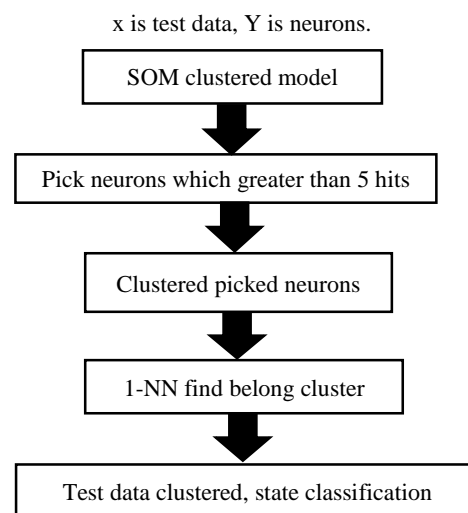 x is test data, Y is neurons.
SOM clustered model
Pick neurons which greater than 5 hits
Clustered picked neurons
1-NN find belong cluster
Test data clustered, state classification